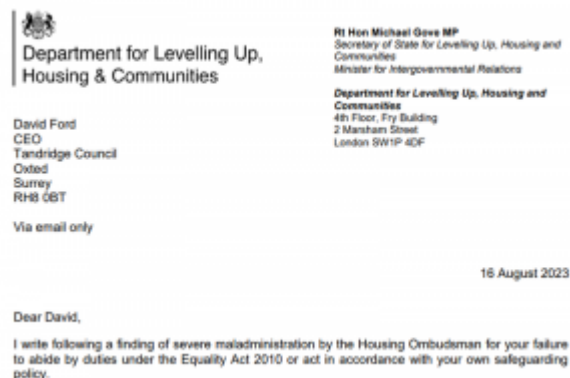 Department for Levelling Up,
Housing & Communities
Rt Hon Michael Gove MP
Secretary of State for Levelling Up, Housing and
Communities
Minister for Intergovernmental Relations
Department for Levelling Up, Housing and
Communities
4th Floor, Fry Building
2 Marsham Street
London SW1P 4DF
David Ford
CEO
Tandridge Council
Oxted
Surrey
RH8 0BT
Via email only
16 August 2023
Dear David,
I write following a finding of severe maladministration by the Housing Ombudsman for your failure
to abide by duties under the Equality Act 2010 or act in accordance with your own safeguarding
policy.